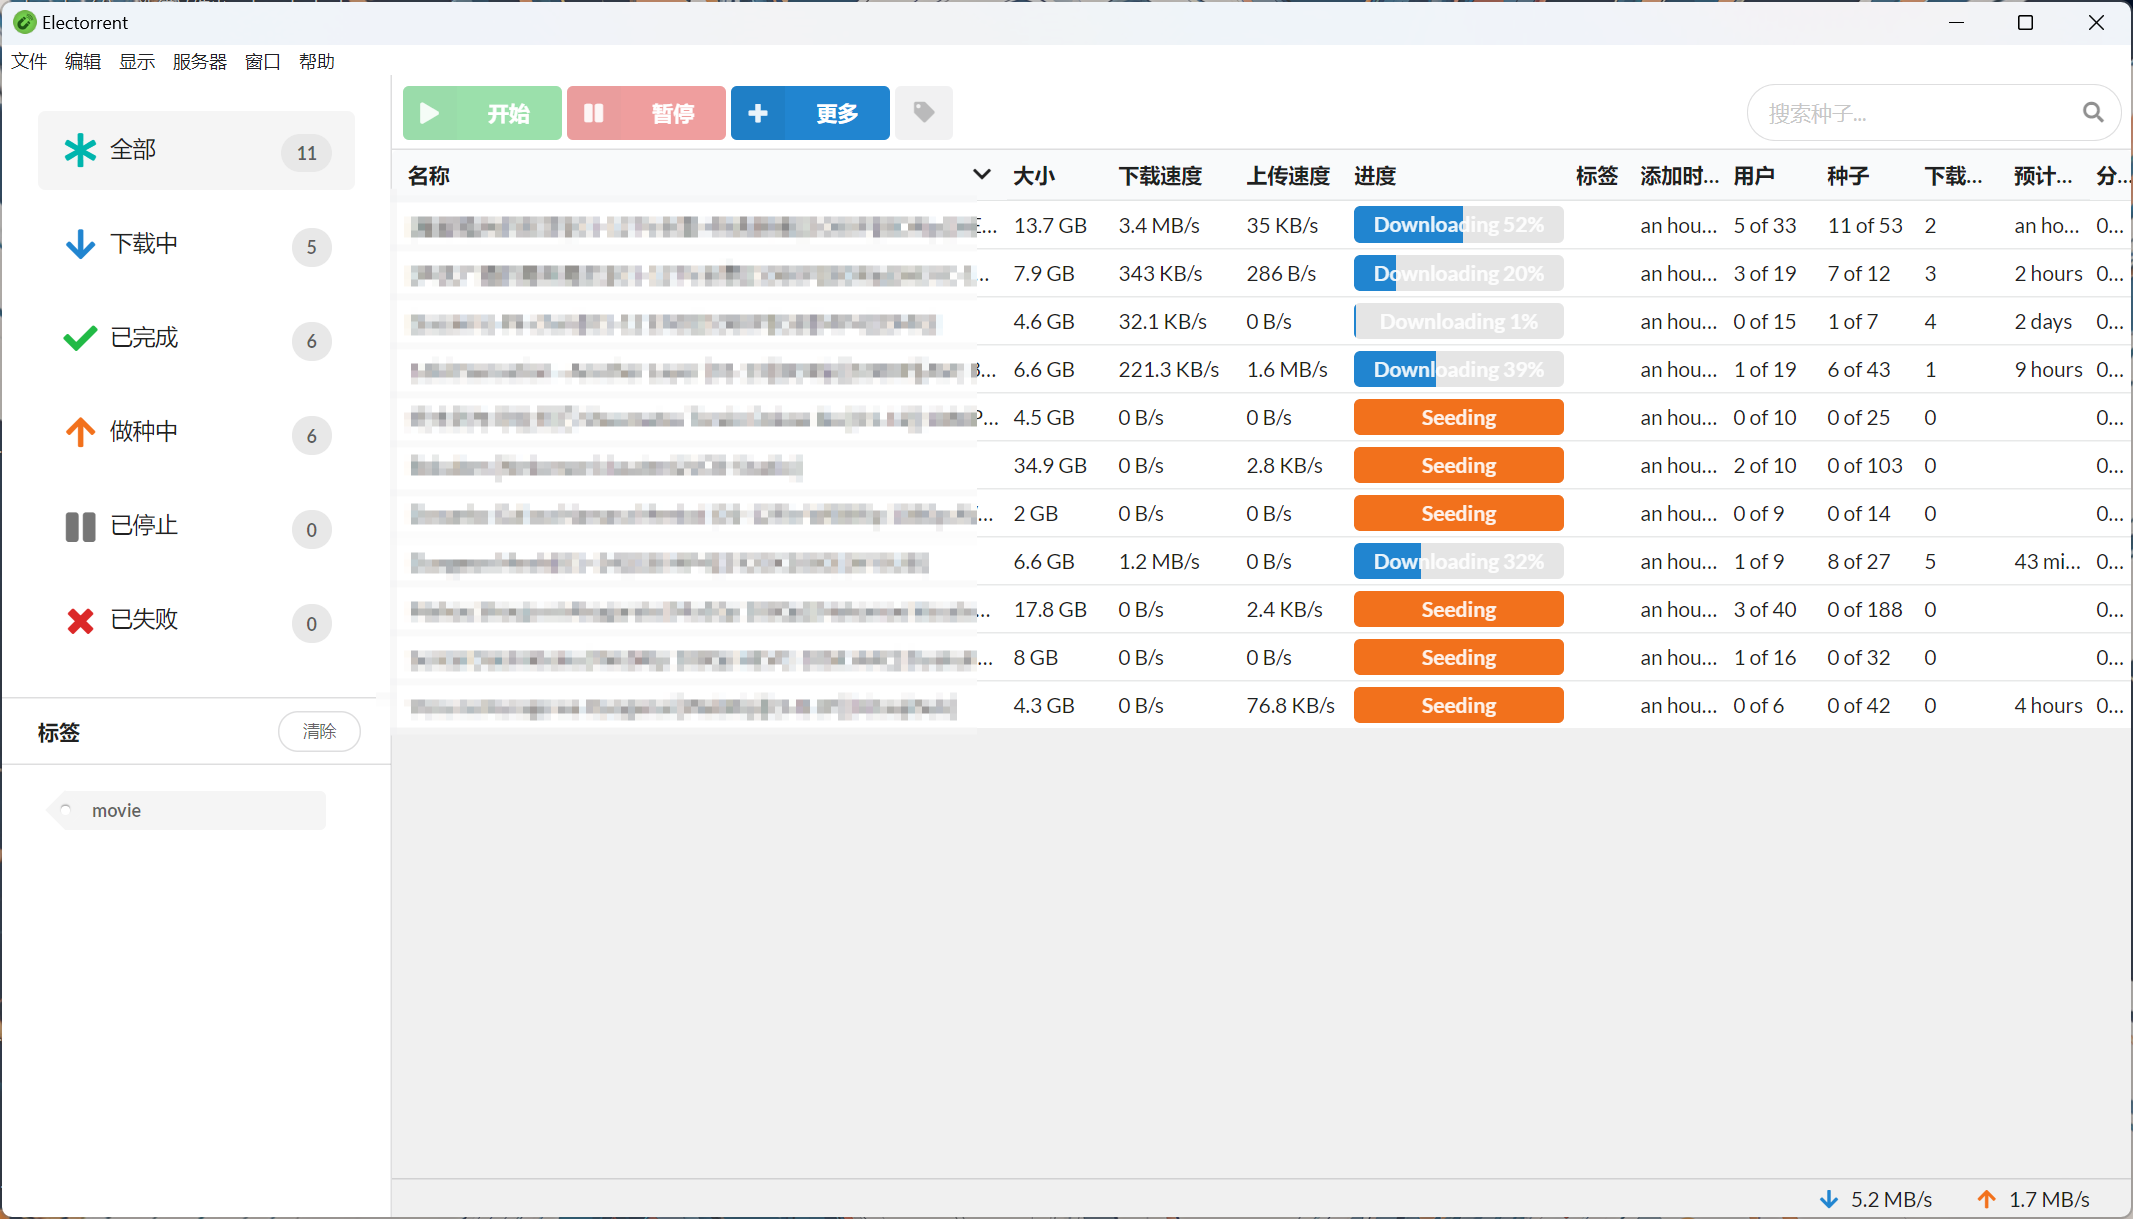 Electorrent
文件 编辑 显示 服务器 窗口 帮助
全部 11
下载中 5
已完成 6
做种中 6
已停止 0
已失败 0
标签 清除
movie
开始 暂停 更多 搜索种子...
名称 大小 下载速度 上传速度 进度 标签 添加时... 用户 种子 下载... 预计... 分...
E... 13.7 GB 3.4 MB/s 35 KB/s Downloading 52% an hou... 5 of 33 11 of 53 2 an ho... 0...
... 7.9 GB 343 KB/s 286 B/s Downloading 20% an hou... 3 of 19 7 of 12 3 2 hours 0...
4.6 GB 32.1 KB/s 0 B/s Downloading 1% an hou... 0 of 15 1 of 7 4 2 days 0...
... 6.6 GB 221.3 KB/s 1.6 MB/s Downloading 39% an hou... 1 of 19 6 of 43 1 9 hours 0...
... 4.5 GB 0 B/s 0 B/s Seeding an hou... 0 of 10 0 of 25 0 0...
34.9 GB 0 B/s 2.8 KB/s Seeding an hou... 2 of 10 0 of 103 0 0...
... 2 GB 0 B/s 0 B/s Seeding an hou... 0 of 9 0 of 14 0 0...
6.6 GB 1.2 MB/s 0 B/s Downloading 32% an hou... 1 of 9 8 of 27 5 43 mi... 0...
... 17.8 GB 0 B/s 2.4 KB/s Seeding an hou... 3 of 40 0 of 188 0 0...
... 8 GB 0 B/s 0 B/s Seeding an hou... 1 of 16 0 of 32 0 0...
4.3 GB 0 B/s 76.8 KB/s Seeding an hou... 0 of 6 0 of 42 0 4 hours 0...
5.2 MB/s 1.7 MB/s